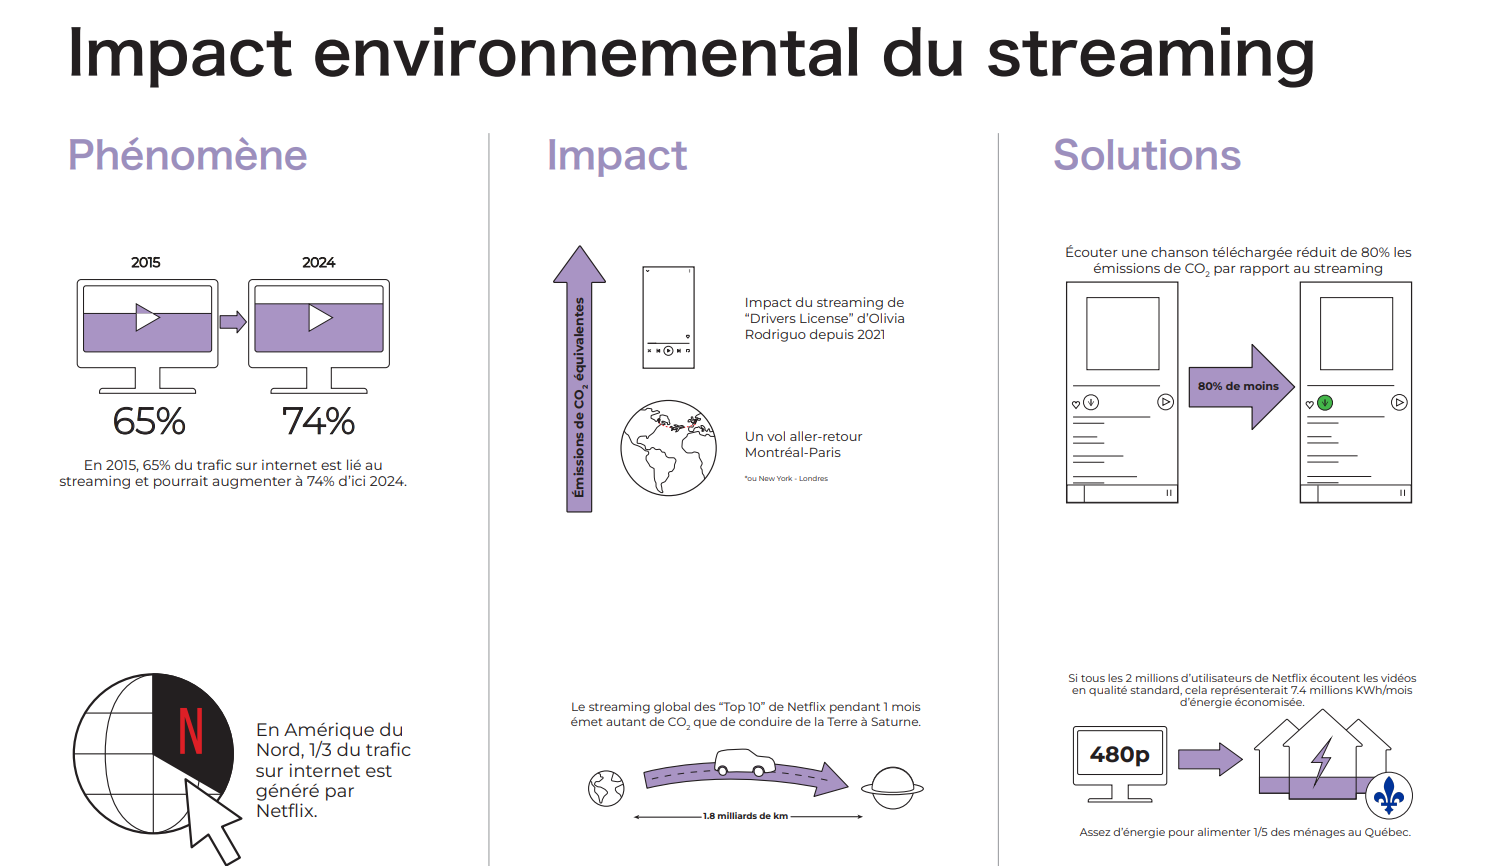 Impact environnemental du streaming
Phénomène
2015
2024
65%
74%
En 2015, 65% du trafic sur internet est lié au
streaming et pourrait augmenter à 74% d'ici 2024.
N
En Amérique du
Nord, 1/3 du trafic
sur internet est
généré par
Netflix.
Impact
Émissions de CO₂ équivalentes
Impact du streaming de
“Drivers License” d'Olivia
Rodriguo depuis 2021
Un vol aller-retour
Montréal-Paris
*ou New York - Londres
Le streaming global des “Top 10” de Netflix pendant 1 mois
émet autant de CO₂ que de conduire de la Terre à Saturne.
1.8 milliards de km
Solutions
Écouter une chanson téléchargée réduit de 80% les
émissions de CO₂ par rapport au streaming
80% de moins
Si tous les 2 millions d'utilisateurs de Netflix écoutent les vidéos
en qualité standard, cela représenterait 7.4 millions KWh/mois
d'énergie économisée.
480p
Assez d'énergie pour alimenter 1/5 des ménages au Québec.